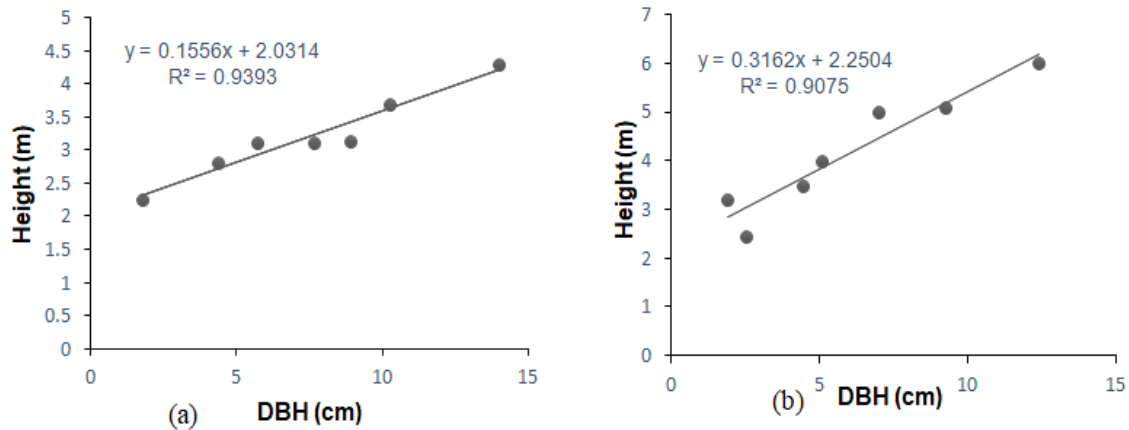 5
4.5
4
3.5
3
2.5
2
1.5
1
0.5
0
Height (m)
y = 0.1556x + 2.0314
R² = 0.9393
0 5 10 15
(a) DBH (cm)
7
6
5
4
3
2
1
0
Height (m)
y = 0.3162x + 2.2504
R² = 0.9075
0 5 10 15
(b) DBH (cm)